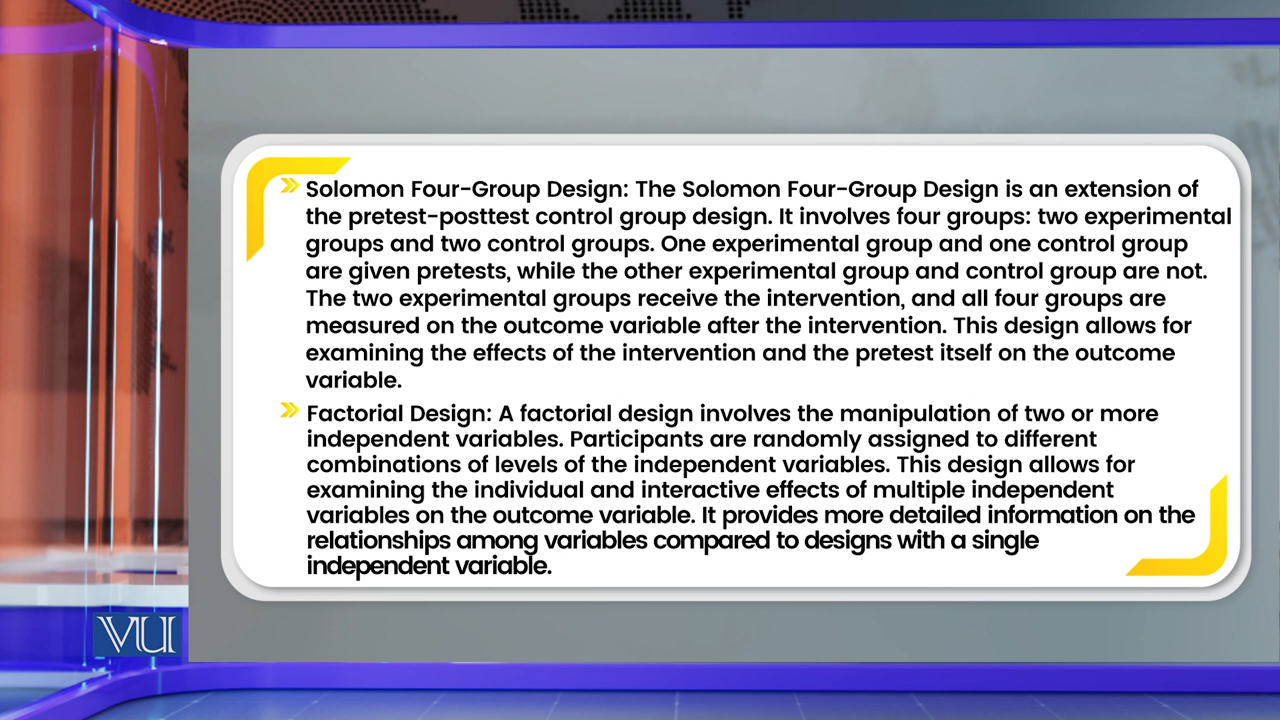 Solomon Four-Group Design: The Solomon Four-Group Design is an extension of
the pretest-posttest control group design. It involves four groups: two experimental
groups and two control groups. One experimental group and one control group
are given pretests, while the other experimental group and control group are not.
The two experimental groups receive the intervention, and all four groups are
measured on the outcome variable after the intervention. This design allows for
examining the effects of the intervention and the pretest itself on the outcome
variable.
Factorial Design: A factorial design involves the manipulation of two or more
independent variables. Participants are randomly assigned to different
combinations of levels of the independent variables. This design allows for
examining the individual and interactive effects of multiple independent
variables on the outcome variable. It provides more detailed information on the
relationships among variables compared to designs with a single
independent variable.
VU